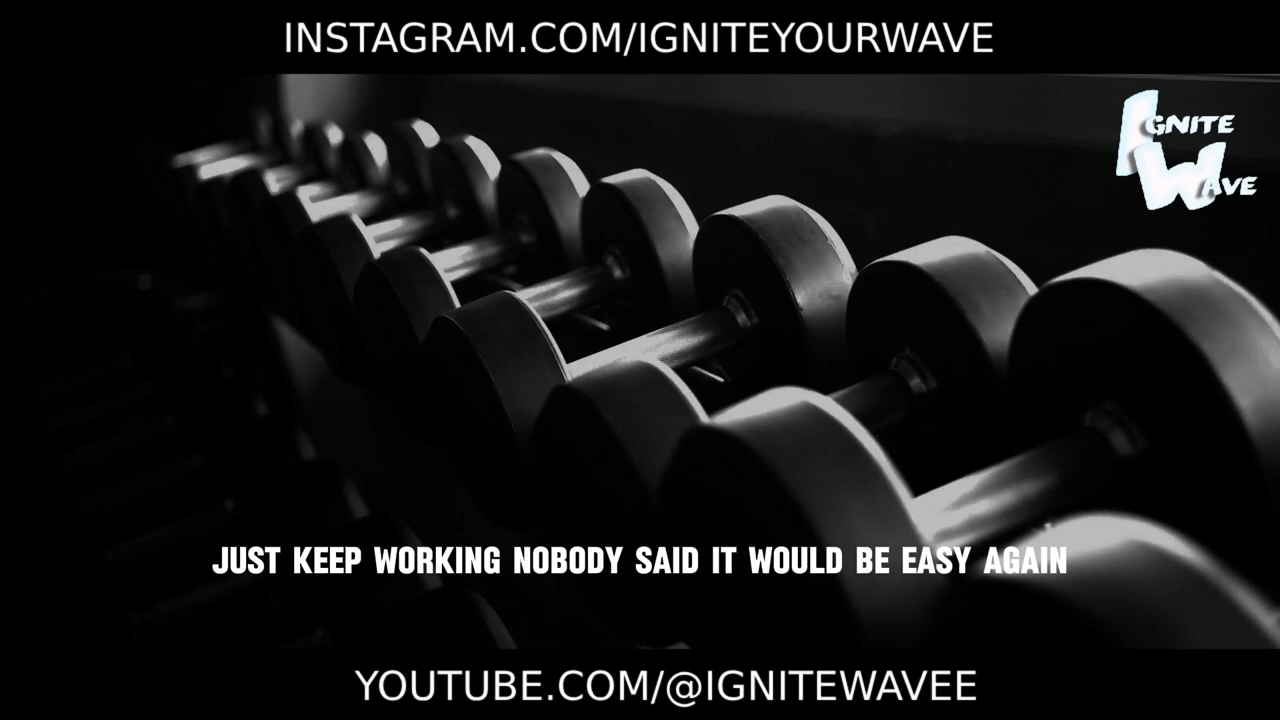 INSTAGRAM.COM/IGNITEYOURWAVE
IGNITE
WAVE
JUST KEEP WORKING NOBODY SAID IT WOULD BE EASY AGAIN
YOUTUBE.COM/@IGNITEWAVEE